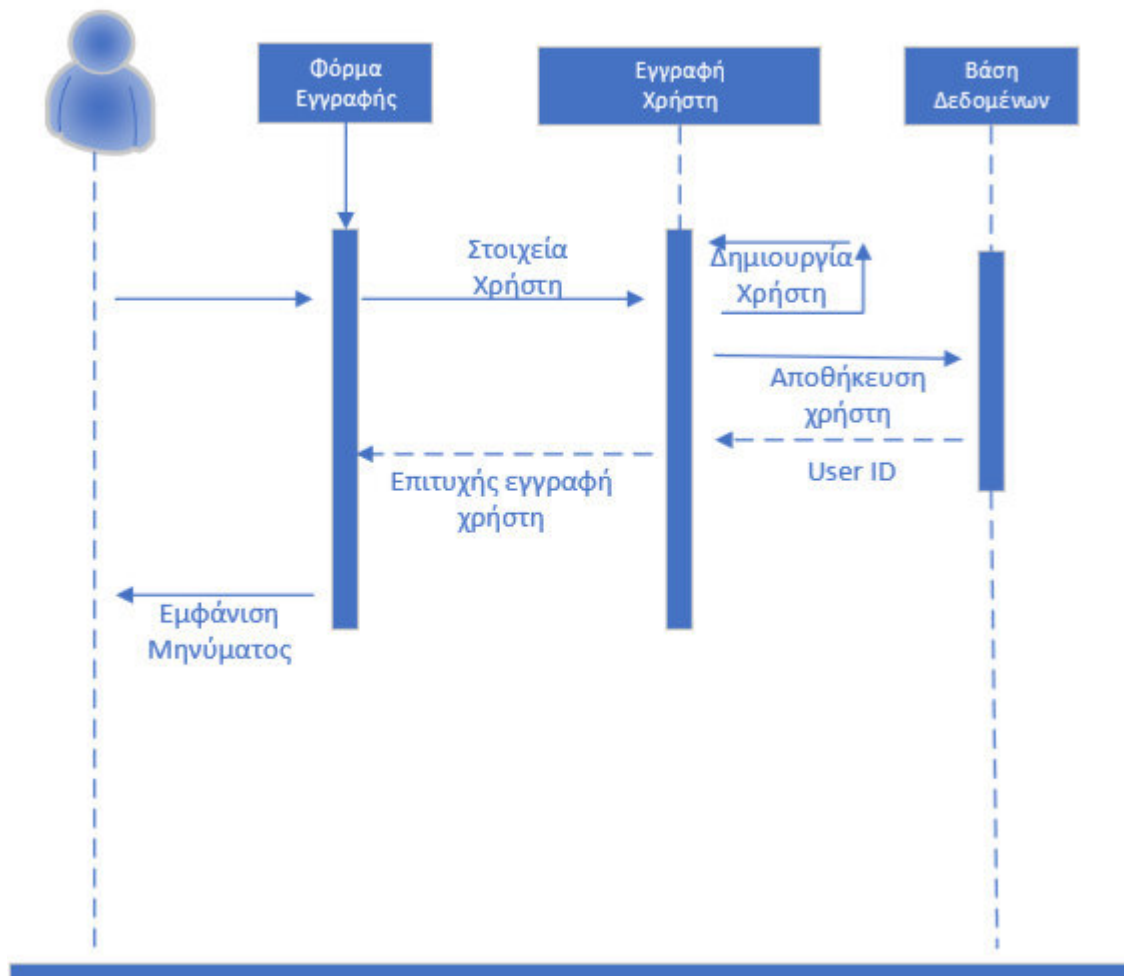 Φόρμα
Εγγραφής
Εγγραφή
Χρήστη
Βάση
Δεδομένων
Στοιχεία
Χρήστη
Δημιουργία
Χρήστη
Αποθήκευση
χρήστη
User ID
Επιτυχής εγγραφή
χρήστη
Εμφάνιση
Μηνύματος